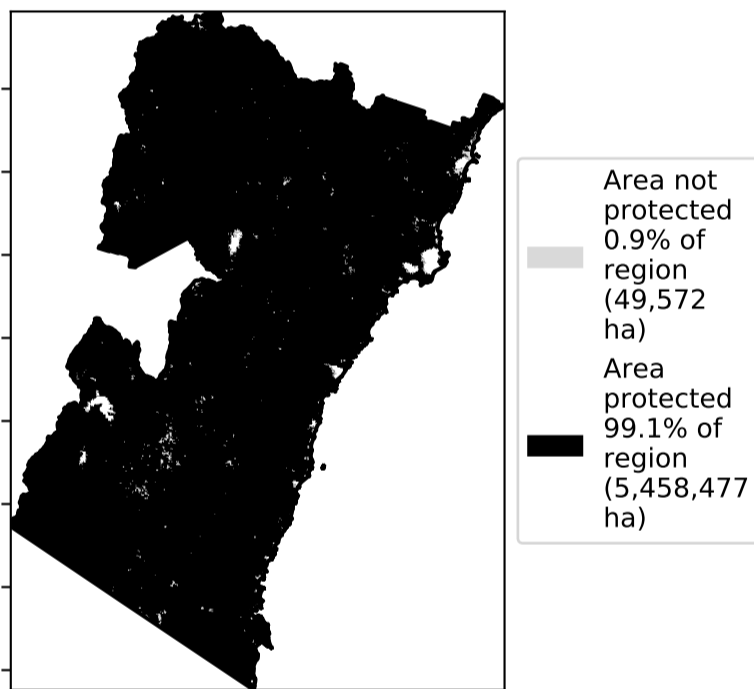 Area not
protected
0.9% of
region
(49,572
ha)
Area
protected
99.1% of
region
(5,458,477
ha)